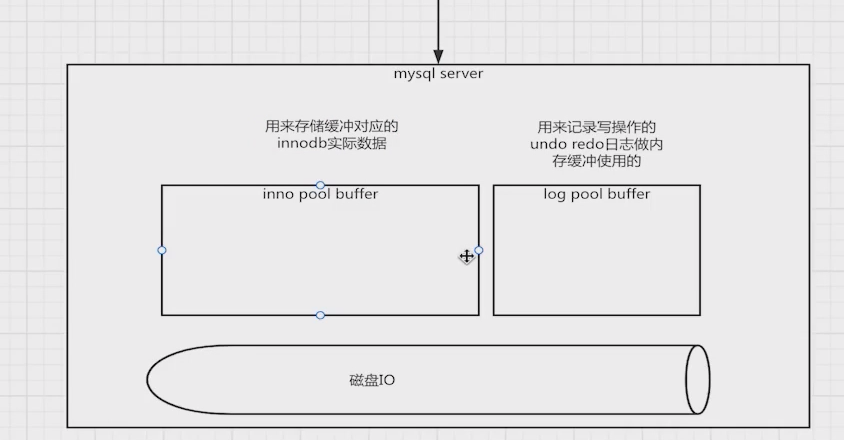 mysql server
用来存储缓冲对应的
innodb实际数据
用来记录写操作的
undo redo日志做内
存缓冲使用的
inno pool buffer
log pool buffer
磁盘IO